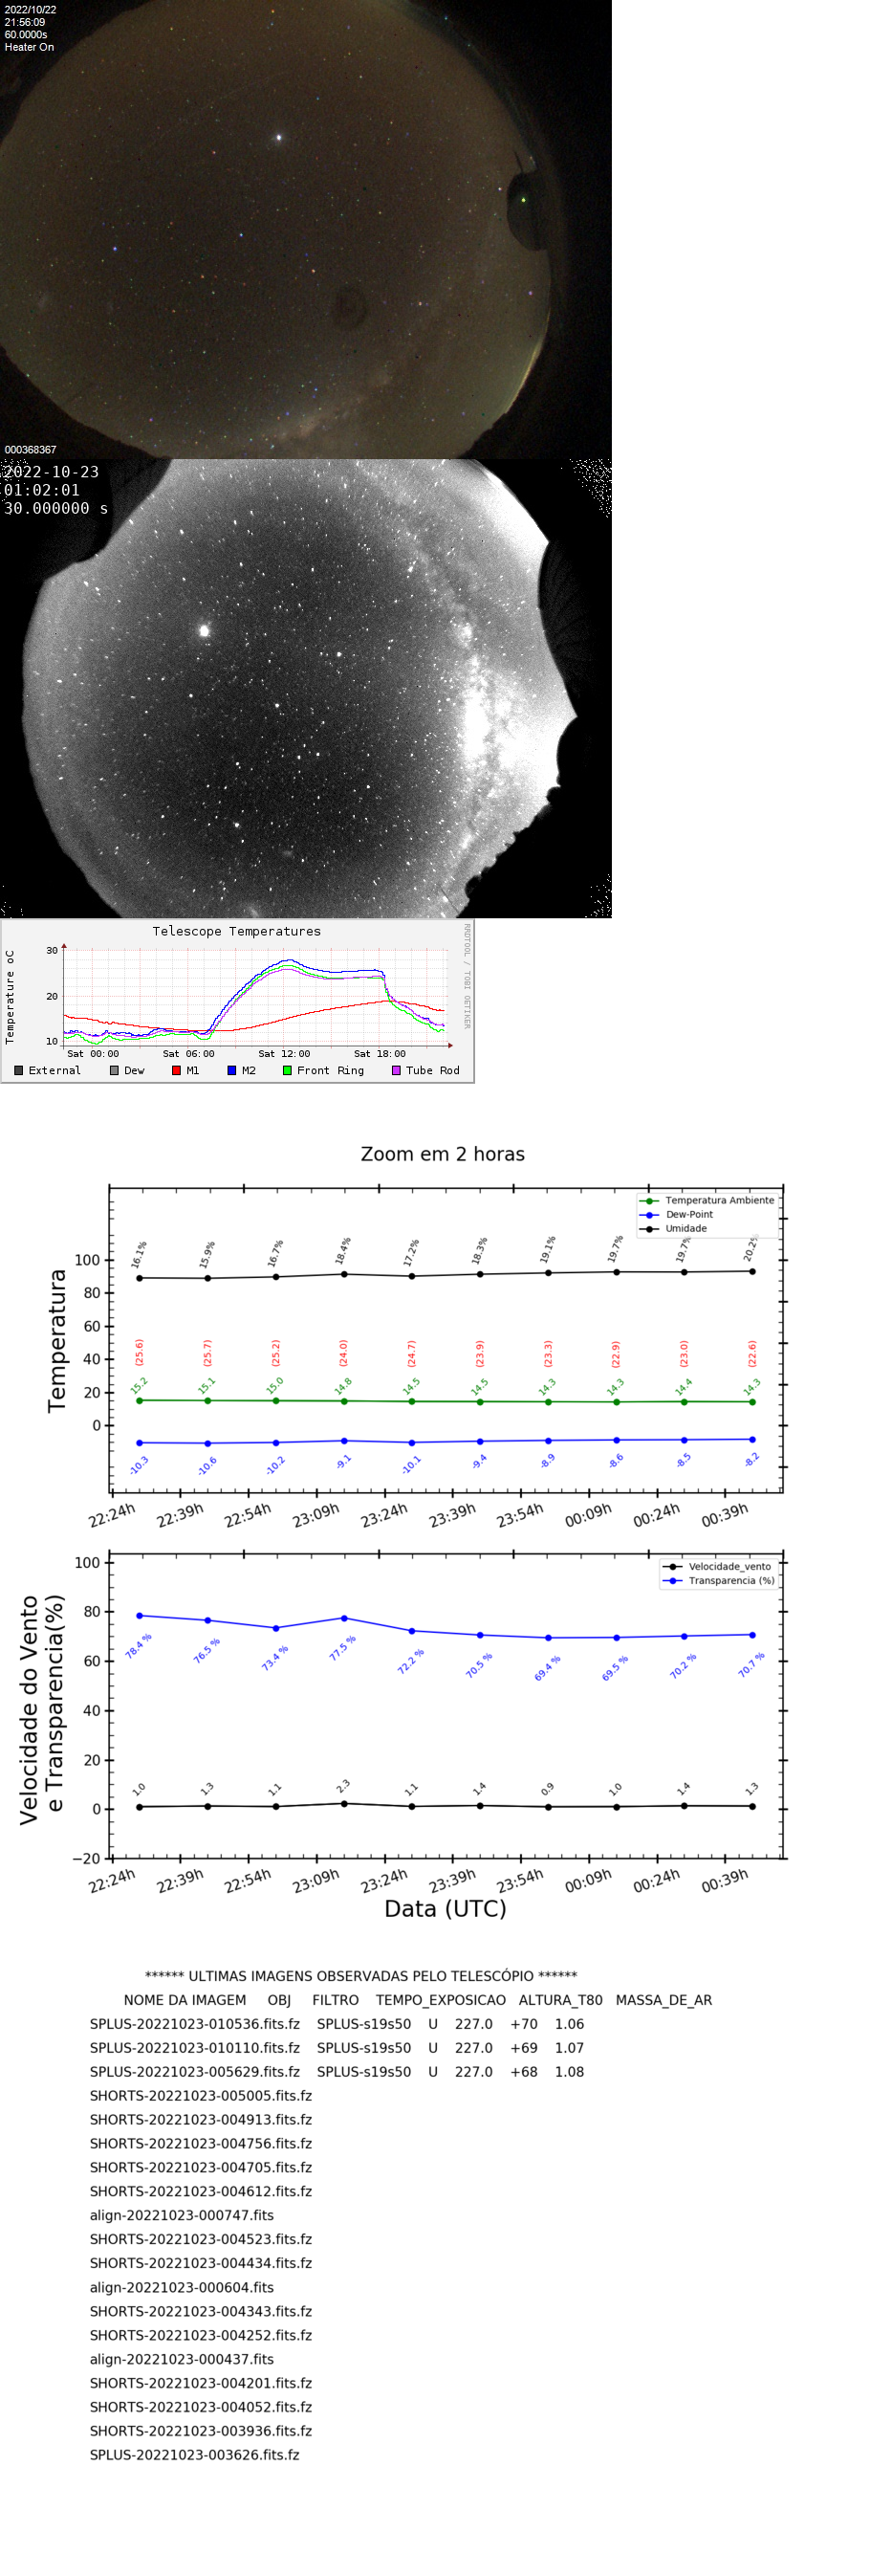 2022/10/22
21:56:09
60.0000s
Heater On
000368367
2022-10-23
01:02:01
30.000000 s
Telescope Temperatures
RRDTOOL / TOBI OETIKER
Temperature oC
30
20
10
Sat 00:00 Sat 06:00 Sat 12:00 Sat 18:00
External Dew M1 M2 Front Ring Tube Rod
Zoom em 2 horas
Temperatura Ambiente
Dew-Point
Umidade
Temperatura
100
80
60
40
20
0
16.1% 15.9% 16.7% 18.4% 17.2% 18.3% 19.1% 19.7% 19.7% 20.2%
(25.6) (25.7) (25.2) (24.0) (24.7) (23.9) (23.3) (22.9) (23.0) (22.6)
15.2 15.1 15.0 14.8 14.5 14.5 14.3 14.3 14.4 14.3
-10.3 -10.6 -10.2 -9.1 -10.1 -9.4 -8.9 -8.6 -8.5 -8.2
22:24h 22:39h 22:54h 23:09h 23:24h 23:39h 23:54h 00:09h 00:24h 00:39h
Velocidade_vento
Transparencia (%)
Velocidade do Vento
e Transparencia(%)
100
80
60
40
20
0
−20
78.4 % 76.5 % 73.4 % 77.5 % 72.2 % 70.5 % 69.4 % 69.5 % 70.2 % 70.7 %
1.0 1.3 1.1 2.3 1.1 1.4 0.9 1.0 1.4 1.3
22:24h 22:39h 22:54h 23:09h 23:24h 23:39h 23:54h 00:09h 00:24h 00:39h
Data (UTC)
****** ULTIMAS IMAGENS OBSERVADAS PELO TELESCÓPIO ******
NOME DA IMAGEM OBJ FILTRO TEMPO_EXPOSICAO ALTURA_T80 MASSA_DE_AR
SPLUS-20221023-010536.fits.fz SPLUS-s19s50 U 227.0 +70 1.06
SPLUS-20221023-010110.fits.fz SPLUS-s19s50 U 227.0 +69 1.07
SPLUS-20221023-005629.fits.fz SPLUS-s19s50 U 227.0 +68 1.08
SHORTS-20221023-005005.fits.fz
SHORTS-20221023-004913.fits.fz
SHORTS-20221023-004756.fits.fz
SHORTS-20221023-004705.fits.fz
SHORTS-20221023-004612.fits.fz
align-20221023-000747.fits
SHORTS-20221023-004523.fits.fz
SHORTS-20221023-004434.fits.fz
align-20221023-000604.fits
SHORTS-20221023-004343.fits.fz
SHORTS-20221023-004252.fits.fz
align-20221023-000437.fits
SHORTS-20221023-004201.fits.fz
SHORTS-20221023-004052.fits.fz
SHORTS-20221023-003936.fits.fz
SPLUS-20221023-003626.fits.fz